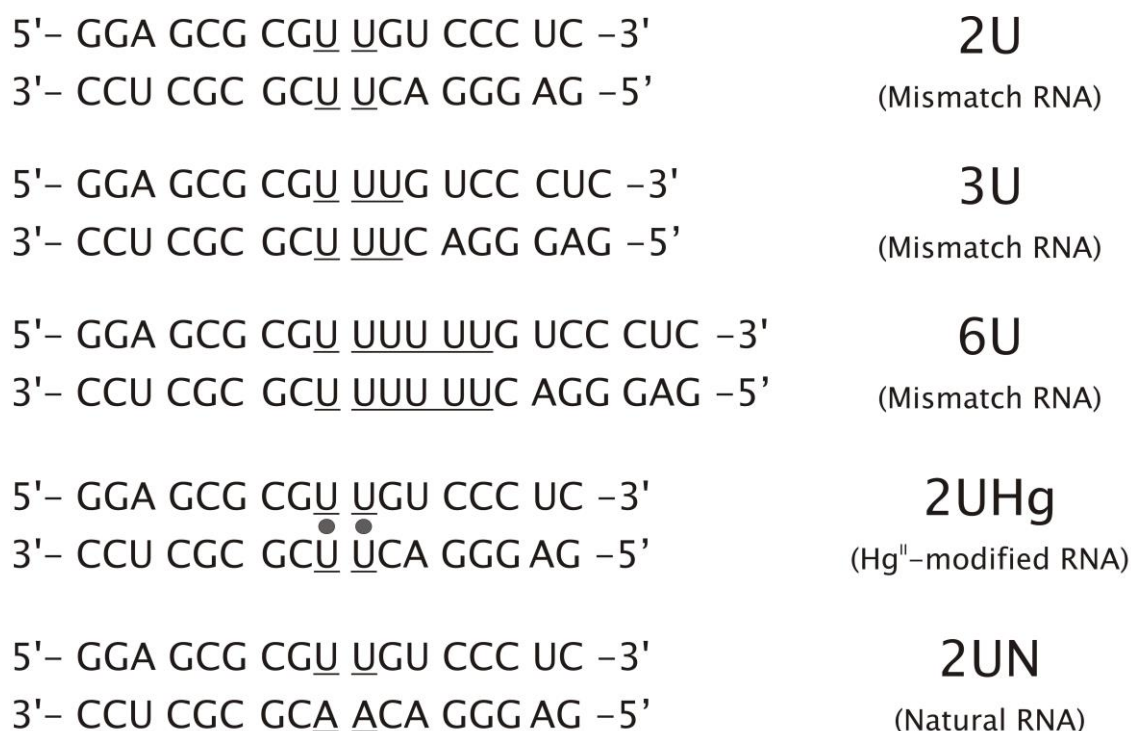 5'- GGA GCG CGU UGU CCC UC -3' 2U
3'- CCU CGC GCU UCA GGG AG -5' (Mismatch RNA)
5'- GGA GCG CGU UUG UCC CUC -3' 3U
3'- CCU CGC GCU UUC AGG GAG -5' (Mismatch RNA)
5'- GGA GCG CGU UUU UUG UCC CUC -3' 6U
3'- CCU CGC GCU UUU UUC AGG GAG -5' (Mismatch RNA)
5'- GGA GCG CGU UGU CCC UC -3' 2UHg
3'- CCU CGC GCU UCA GGG AG -5' (Hg^II-modified RNA)
5'- GGA GCG CGU UGU CCC UC -3' 2UN
3'- CCU CGC GCA ACA GGG AG -5' (Natural RNA)